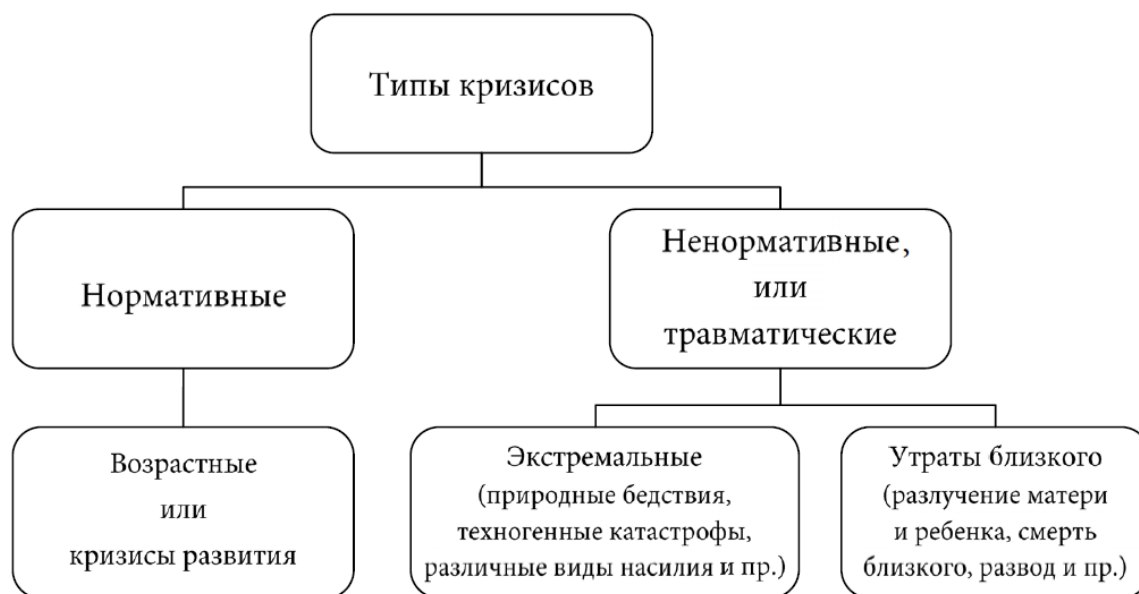 Типы кризисов
Нормативные
Ненормативные,
или
травматические
Возрастные
или
кризисы развития
Экстремальные
(природные бедствия,
техногенные катастрофы,
различные виды насилия и пр.)
Утраты близкого
(разлучение матери
и ребенка, смерть
близкого, развод и пр.)